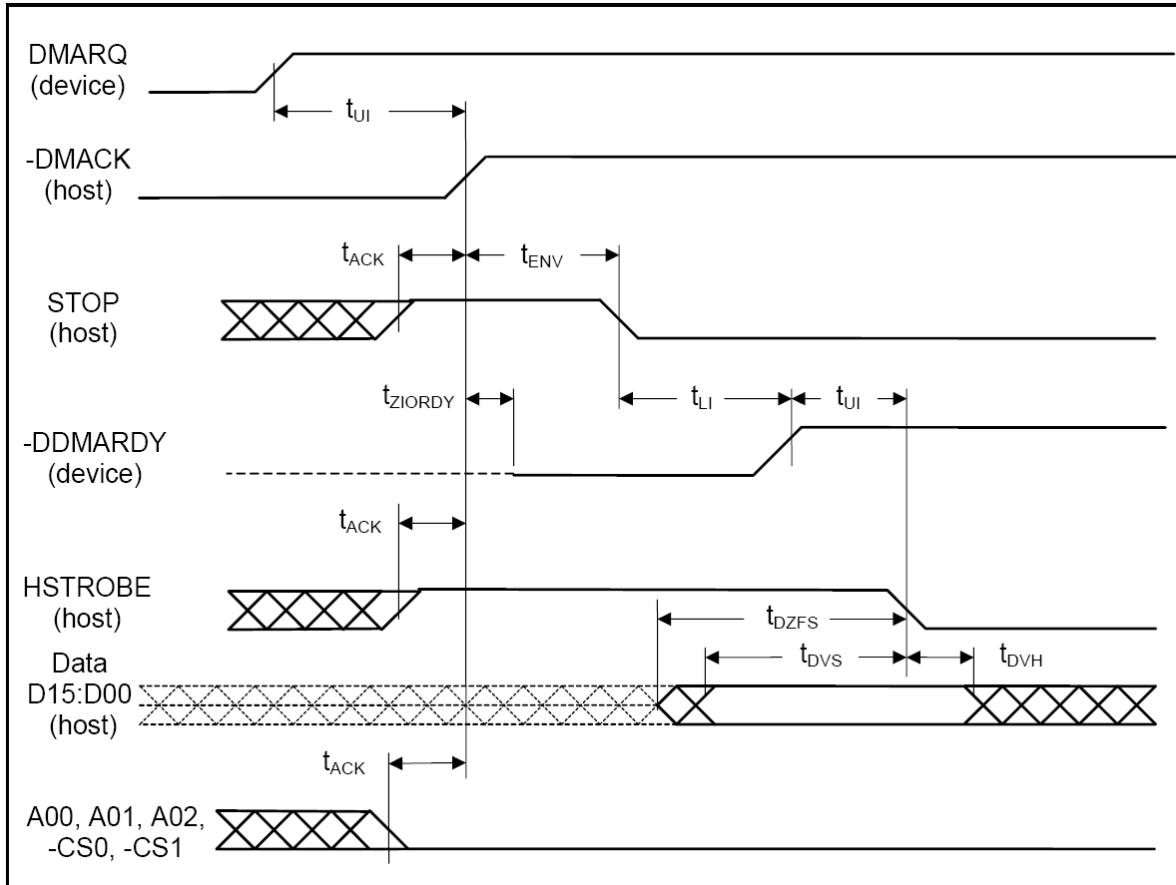 DMARQ
(device)
tUI
-DMACK
(host)
tACK
tENV
STOP
(host)
tZIORDY
tLI
tUI
-DDMARDY
(device)
tACK
HSTROBE
(host)
tDZFS
Data
tDVS
tDVH
D15:D00
(host)
tACK
A00, A01, A02,
-CS0, -CS1